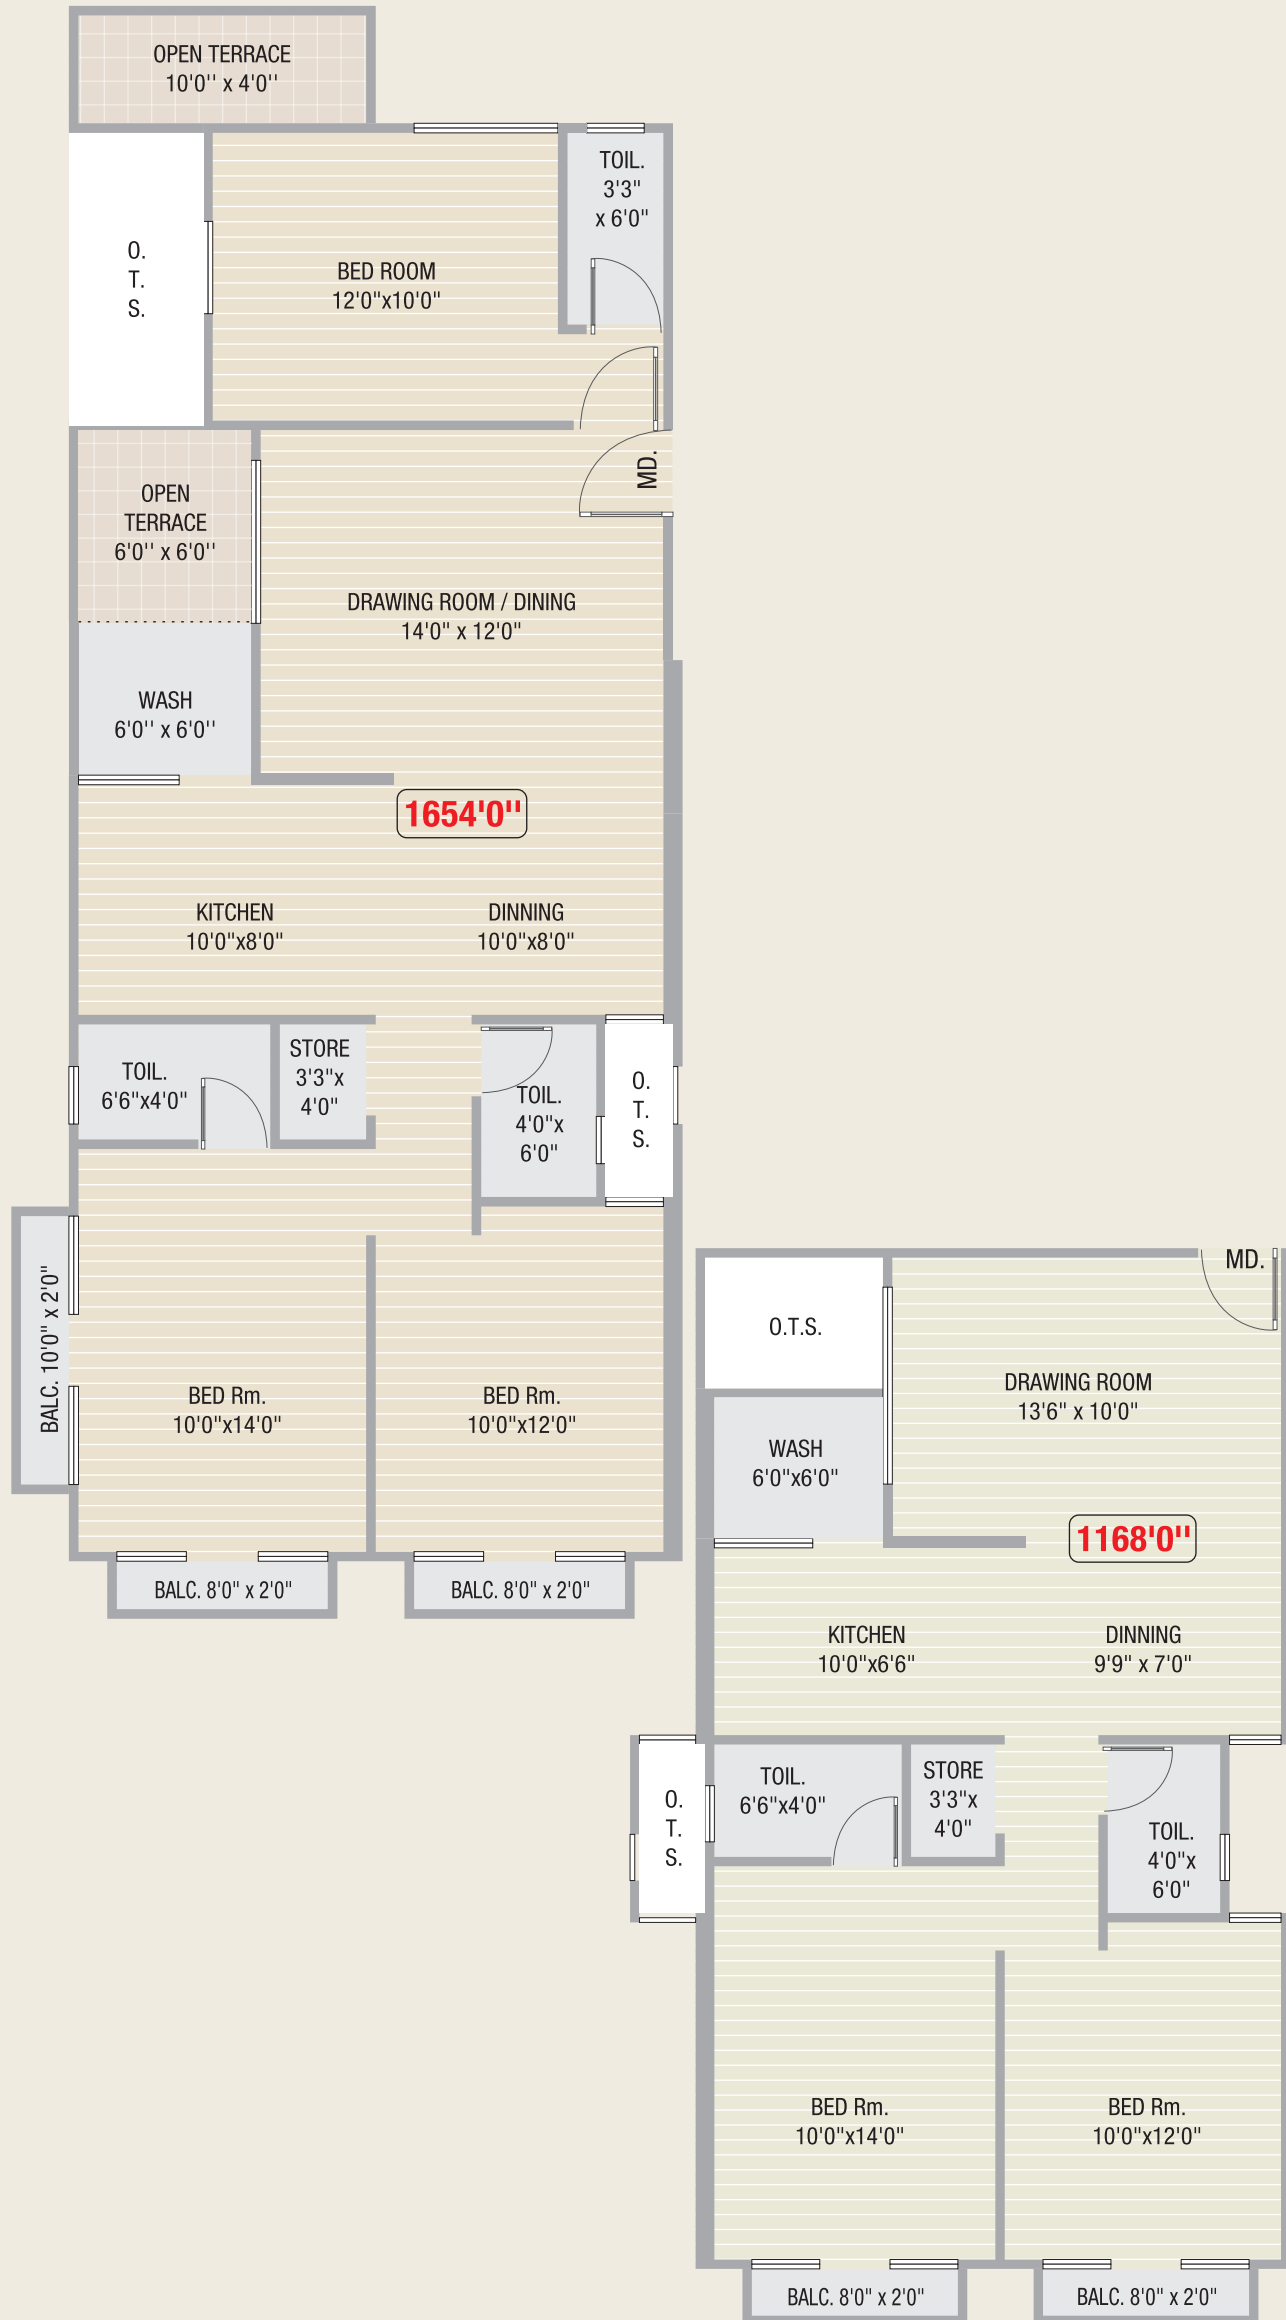 OPEN TERRACE
10'0'' x 4'0''
TOIL.
3'3"
x 6'0"
O.
T.
S.
BED ROOM
12'0"x10'0"
MD.
OPEN
TERRACE
6'0'' x 6'0''
DRAWING ROOM / DINING
14'0" x 12'0"
WASH
6'0'' x 6'0''
1654'0''
KITCHEN
10'0"x8'0"
DINNING
10'0"x8'0"
TOIL.
6'6"x4'0"
STORE
3'3"x
4'0"
TOIL.
4'0"x
6'0"
O.
T.
S.
BALC. 10'0" x 2'0"
BED Rm.
10'0"x14'0"
BED Rm.
10'0"x12'0"
BALC. 8'0" x 2'0"
BALC. 8'0" x 2'0"
MD.
O.T.S.
DRAWING ROOM
13'6" x 10'0"
WASH
6'0"x6'0"
1168'0''
KITCHEN
10'0"x6'6"
DINNING
9'9" x 7'0"
O.
T.
S.
TOIL.
6'6"x4'0"
STORE
3'3"x
4'0"
TOIL.
4'0"x
6'0"
BED Rm.
10'0"x14'0"
BED Rm.
10'0"x12'0"
BALC. 8'0" x 2'0"
BALC. 8'0" x 2'0"